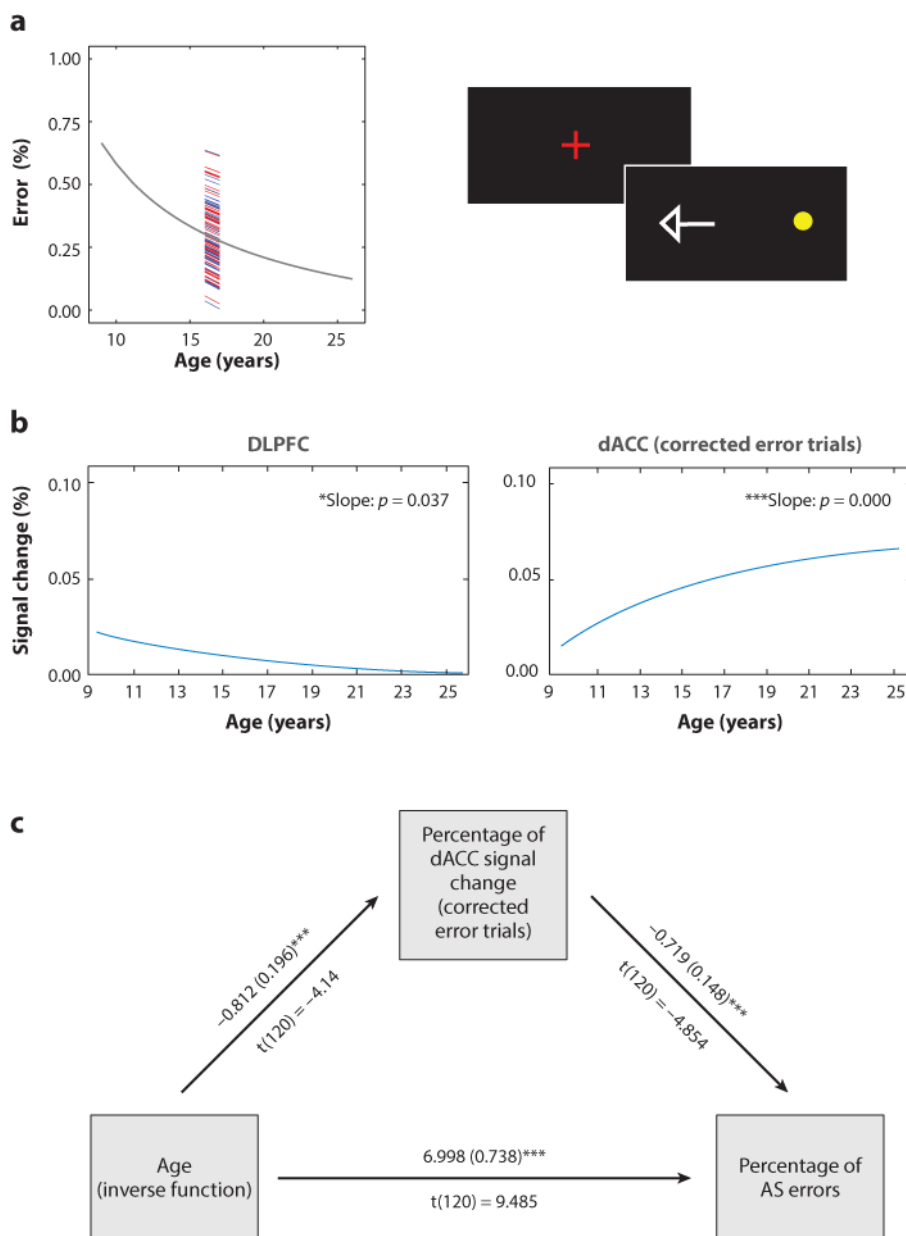 a
1.00
0.75
0.50
0.25
0.00
Error (%)
10 15 20 25
Age (years)
b
DLPFC
0.10
0.05
0.00
Signal change (%)
*Slope: p = 0.037
9 11 13 15 17 19 21 23 25
Age (years)
dACC (corrected error trials)
0.10
0.05
0.00
***Slope: p = 0.000
9 11 13 15 17 19 21 23 25
Age (years)
c
Percentage of
dACC signal
change
(corrected
error trials)
−0.812 (0.196)***
t(120) = −4.14
−0.719 (0.148)***
t(120) = −4.854
Age
(inverse function)
6.998 (0.738)***
t(120) = 9.485
Percentage of
AS errors